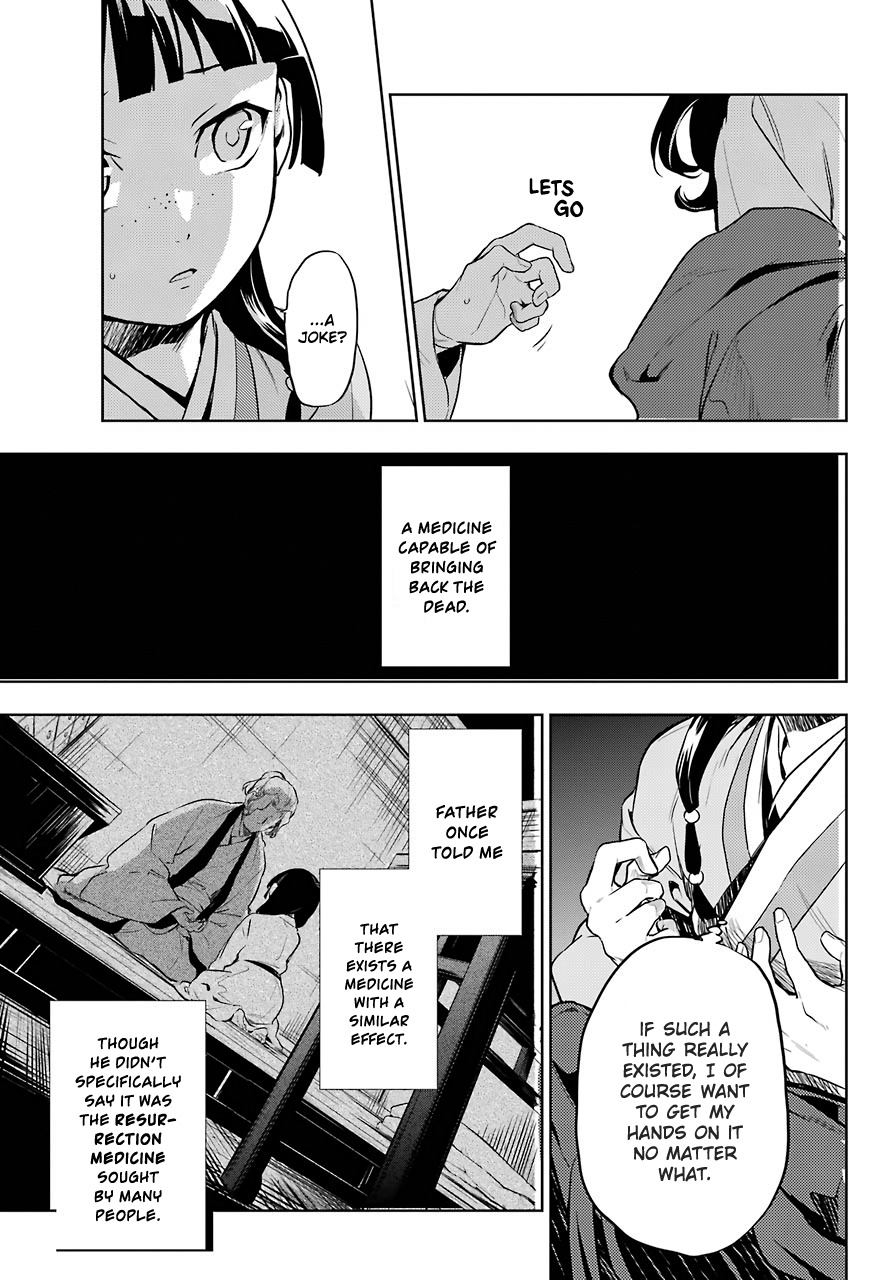 LETS
GO
...A
JOKE?
A MEDICINE
CAPABLE OF
BRINGING
BACK THE
DEAD.
IF SUCH A
THING REALLY
EXISTED, I OF
COURSE WANT
TO GET MY
HANDS ON IT
NO MATTER
WHAT.
FATHER
ONCE
TOLD ME
THAT
THERE
EXISTS A
MEDICINE
WITH A
SIMILAR
EFFECT.
THOUGH
HE DIDN'T
SPECIFICALLY
SAY IT WAS
THE RESUR-
RECTION
MEDICINE
SOUGHT
BY MANY
PEOPLE.